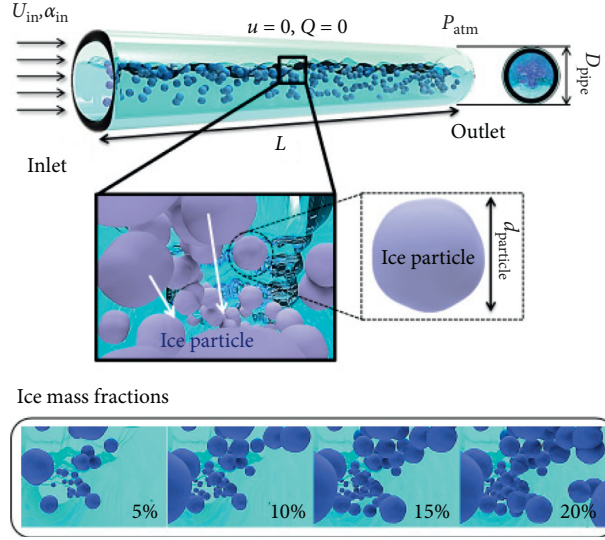 U_in, α_in
u = 0, Q = 0
P_atm
D_pipe
L
Outlet
Inlet
Ice particle
Ice particle
d_particle
Ice mass fractions
5%
10%
15%
20%